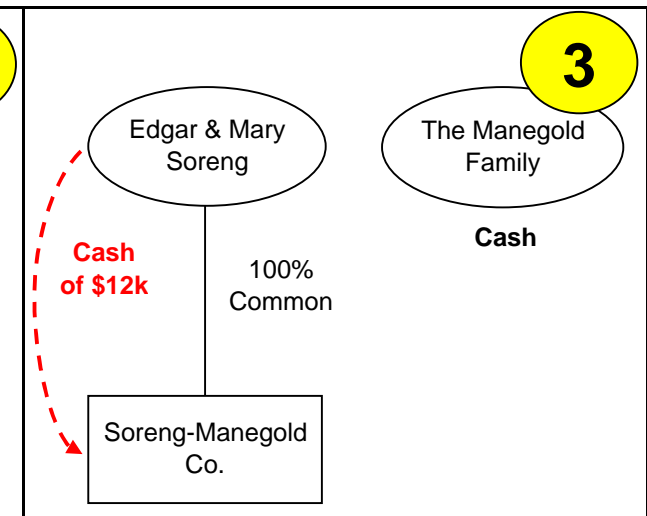 3
Edgar & Mary
Soreng
The Manegold
Family
Cash
Cash
of $12k
100%
Common
Soreng-Manegold
Co.